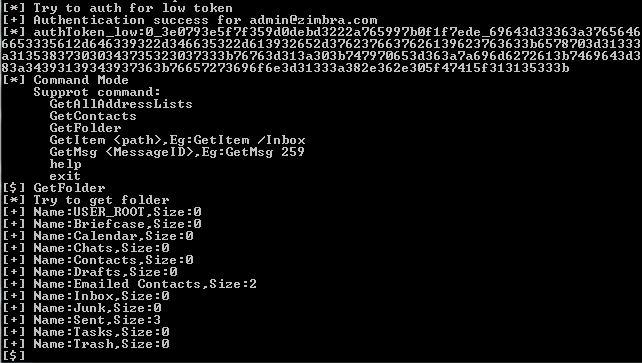 [*] Try to auth for low token
[+] Authentication success for admin@zimbra.com
[*] authToken_low:0_3e0793e5f7f359d0debd3222a765997b0f1f7ede_69643d33363a3765646
6653335612d646339322d346635322d613932652d3762376637626139623763633b6578703d31333
a313538373030343735323037333b76763d313a303b747970653d363a7a696d6272613b7469643d3
83a34393139343937363b76657273696f6e3d31333a382e362e305f47415f313135333b
[*] Command Mode
Supprot command:
GetAllAddressLists
GetContacts
GetFolder
GetItem <path>,Eg:GetItem /Inbox
GetMsg <MessageID>,Eg:GetMsg 259
help
exit
[$] GetFolder
[*] Try to get folder
[+] Name:USER_ROOT,Size:0
[+] Name:Briefcase,Size:0
[+] Name:Calendar,Size:0
[+] Name:Chats,Size:0
[+] Name:Contacts,Size:0
[+] Name:Drafts,Size:0
[+] Name:Emailed Contacts,Size:2
[+] Name:Inbox,Size:0
[+] Name:Junk,Size:0
[+] Name:Sent,Size:3
[+] Name:Tasks,Size:0
[+] Name:Trash,Size:0
[$]